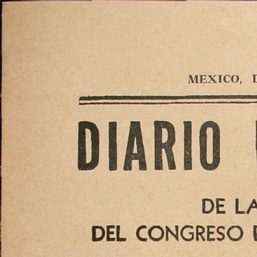 MEXICO,
DIARIO
DE LA
DEL CONGRESO